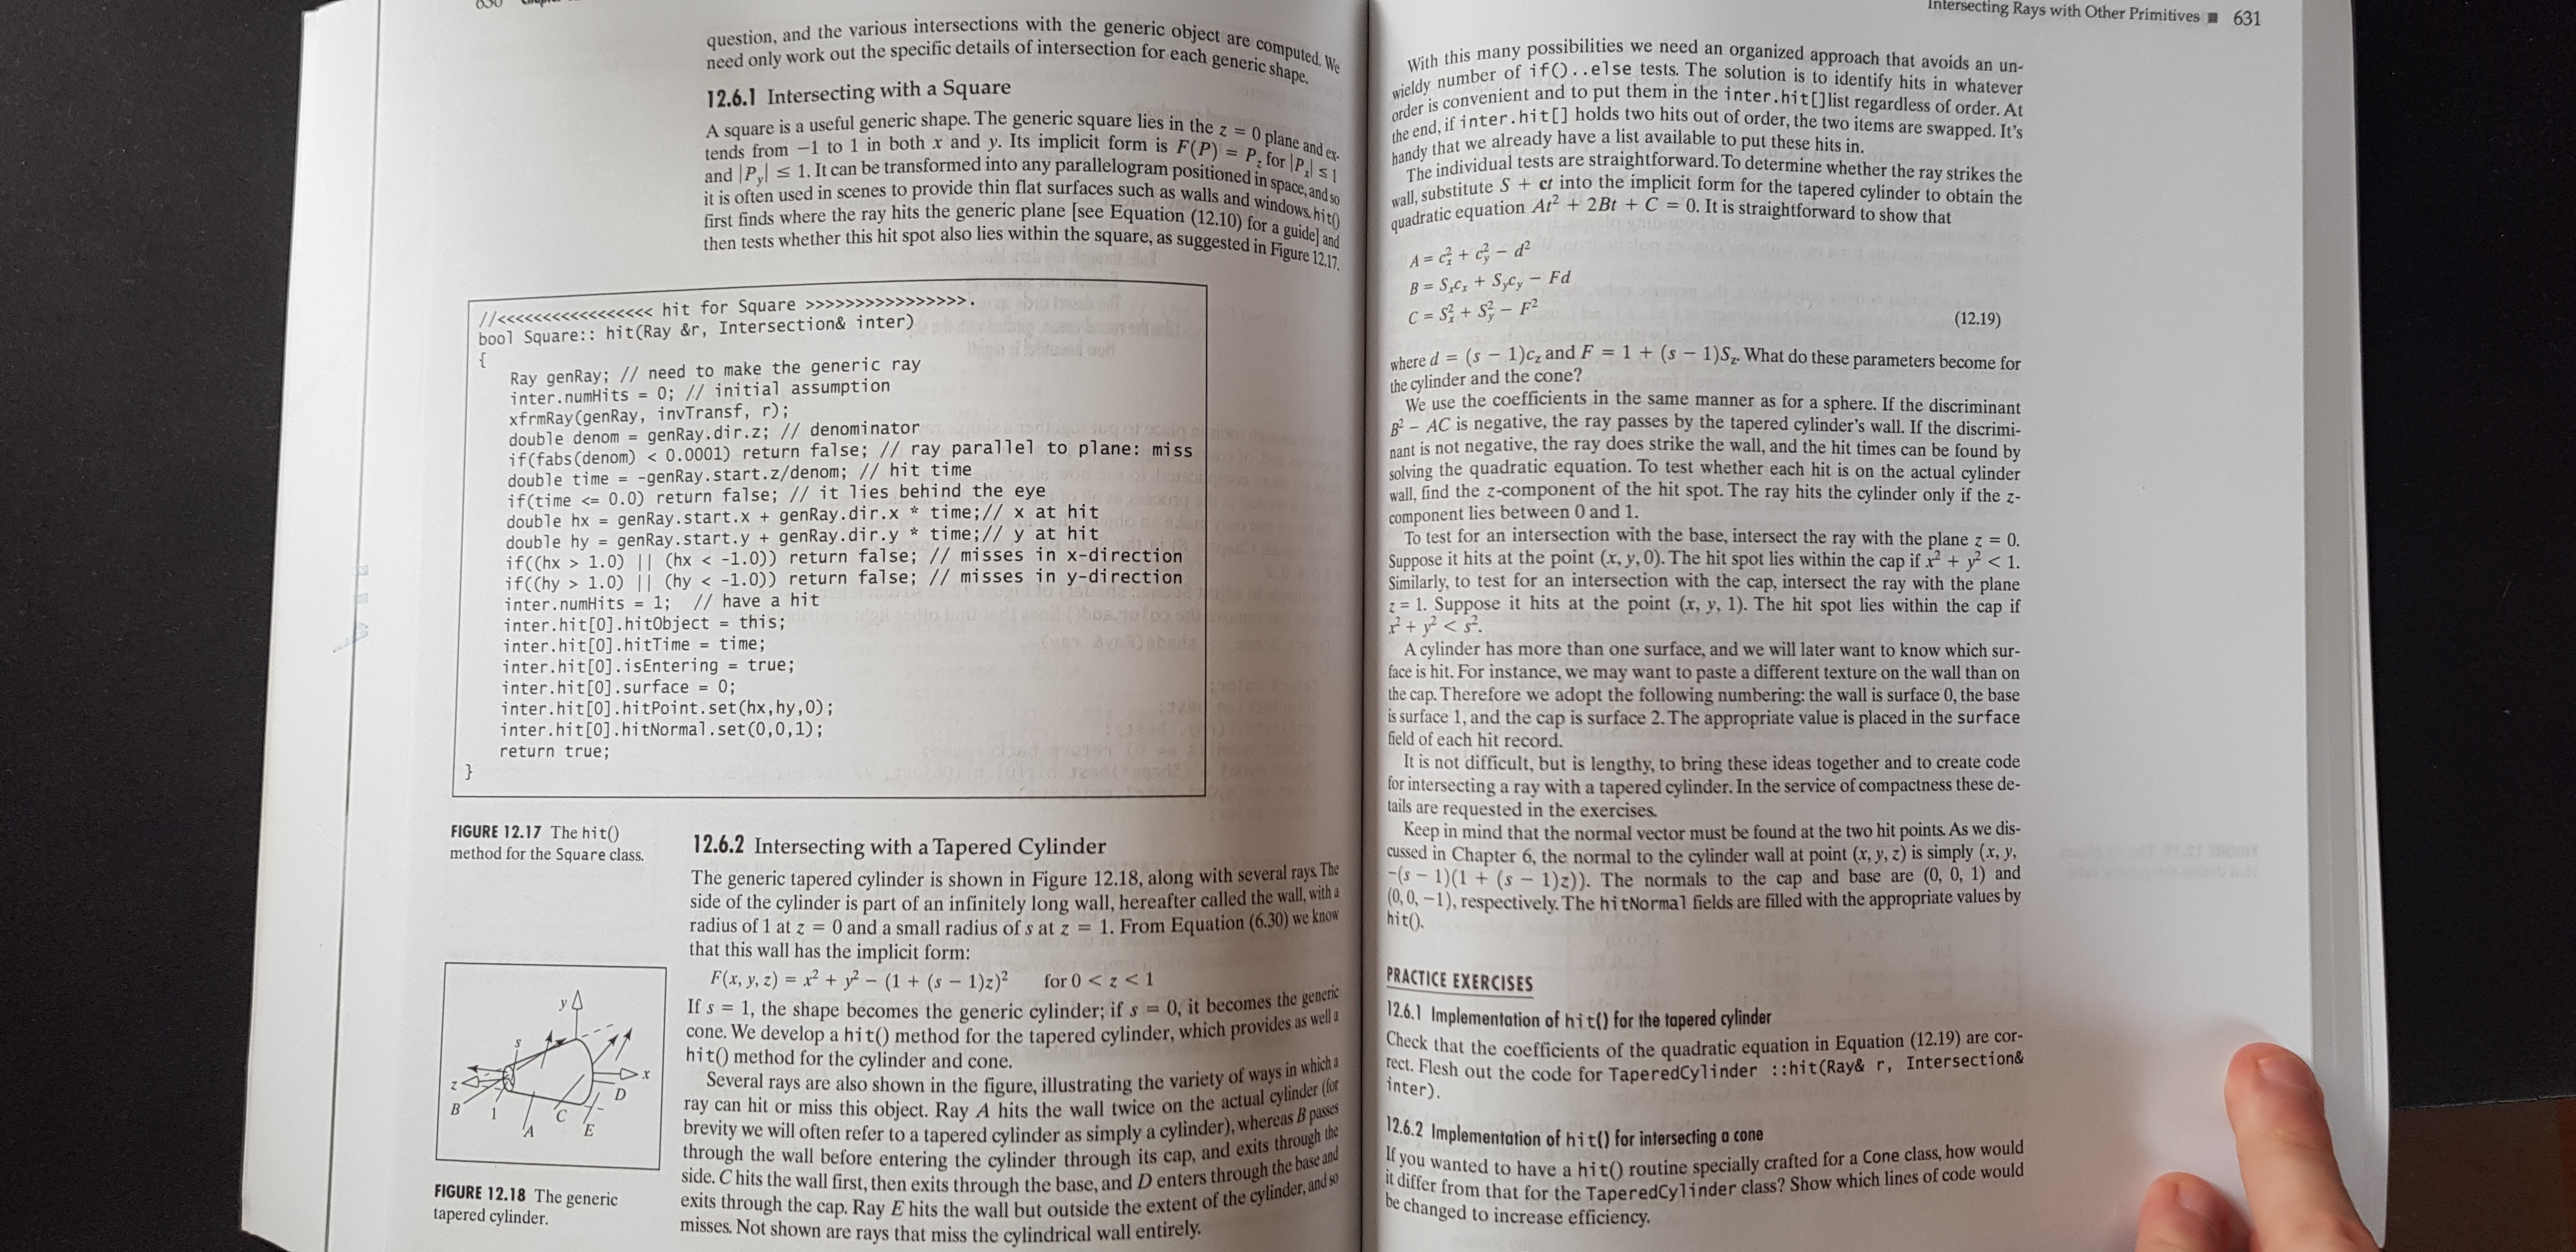 question, and the various intersections with the generic object are computed. We
need only work out the specific details of intersection for each generic shape.
12.6.1 Intersecting with a Square
A square is a useful generic shape. The generic square lies in the z = 0 plane and ex-
tends from −1 to 1 in both x and y. Its implicit form is F(P) = P_z for |P_x| ≤ 1
and |P_y| ≤ 1. It can be transformed into any parallelogram positioned in space, and so
it is often used in scenes to provide thin flat surfaces such as walls and windows. hit()
first finds where the ray hits the generic plane [see Equation (12.10) for a guide] and
then tests whether this hit spot also lies within the square, as suggested in Figure 12.17.
//<<<<<<<<<<<<<<<<<< hit for Square >>>>>>>>>>>>>>>>>.
bool Square:: hit(Ray &r, Intersection& inter)
{
Ray genRay; // need to make the generic ray
inter.numHits = 0; // initial assumption
xfrmRay(genRay, invTransf, r);
double denom = genRay.dir.z; // denominator
if(fabs(denom) < 0.0001) return false; // ray parallel to plane: miss
double time = -genRay.start.z/denom; // hit time
if(time <= 0.0) return false; // it lies behind the eye
double hx = genRay.start.x + genRay.dir.x * time;// x at hit
double hy = genRay.start.y + genRay.dir.y * time;// y at hit
if((hx > 1.0) || (hx < -1.0)) return false; // misses in x-direction
if((hy > 1.0) || (hy < -1.0)) return false; // misses in y-direction
inter.numHits = 1; // have a hit
inter.hit[0].hitObject = this;
inter.hit[0].hitTime = time;
inter.hit[0].isEntering = true;
inter.hit[0].surface = 0;
inter.hit[0].hitPoint.set(hx,hy,0);
inter.hit[0].hitNormal.set(0,0,1);
return true;
}
FIGURE 12.17 The hit()
method for the Square class.
12.6.2 Intersecting with a Tapered Cylinder
The generic tapered cylinder is shown in Figure 12.18, along with several rays. The
side of the cylinder is part of an infinitely long wall, hereafter called the wall, with a
radius of 1 at z = 0 and a small radius of s at z = 1. From Equation (6.30) we know
that this wall has the implicit form:
F(x, y, z) = x² + y² − (1 + (s − 1)z)² for 0 < z < 1
If s = 1, the shape becomes the generic cylinder; if s = 0, it becomes the generic
cone. We develop a hit() method for the tapered cylinder, which provides as well a
hit() method for the cylinder and cone.
Several rays are also shown in the figure, illustrating the variety of ways in which a
ray can hit or miss this object. Ray A hits the wall twice on the actual cylinder (for
brevity we will often refer to a tapered cylinder as simply a cylinder), whereas B passes
through the wall before entering the cylinder through its cap, and exits through the
side. C hits the wall first, then exits through the base, and D enters through the base and
exits through the cap. Ray E hits the wall but outside the extent of the cylinder, and so
misses. Not shown are rays that miss the cylindrical wall entirely.
y
s
x
z
D
B
1
C
A
E
FIGURE 12.18 The generic
tapered cylinder.
Intersecting Rays with Other Primitives ■ 631
With this many possibilities we need an organized approach that avoids an un-
wieldy number of if()..else tests. The solution is to identify hits in whatever
order is convenient and to put them in the inter.hit[]list regardless of order. At
the end, if inter.hit[] holds two hits out of order, the two items are swapped. It's
handy that we already have a list available to put these hits in.
The individual tests are straightforward. To determine whether the ray strikes the
wall, substitute S + ct into the implicit form for the tapered cylinder to obtain the
quadratic equation At² + 2Bt + C = 0. It is straightforward to show that
A = c_x² + c_y² − d²
B = S_xc_x + S_yc_y − Fd
C = S_x² + S_y² − F²
(12.19)
where d = (s − 1)c_z and F = 1 + (s − 1)S_z. What do these parameters become for
the cylinder and the cone?
We use the coefficients in the same manner as for a sphere. If the discriminant
B² − AC is negative, the ray passes by the tapered cylinder's wall. If the discrimi-
nant is not negative, the ray does strike the wall, and the hit times can be found by
solving the quadratic equation. To test whether each hit is on the actual cylinder
wall, find the z-component of the hit spot. The ray hits the cylinder only if the z-
component lies between 0 and 1.
To test for an intersection with the base, intersect the ray with the plane z = 0.
Suppose it hits at the point (x, y, 0). The hit spot lies within the cap if x² + y² < 1.
Similarly, to test for an intersection with the cap, intersect the ray with the plane
z = 1. Suppose it hits at the point (x, y, 1). The hit spot lies within the cap if
x² + y² < s².
A cylinder has more than one surface, and we will later want to know which sur-
face is hit. For instance, we may want to paste a different texture on the wall than on
the cap. Therefore we adopt the following numbering: the wall is surface 0, the base
is surface 1, and the cap is surface 2. The appropriate value is placed in the surface
field of each hit record.
It is not difficult, but is lengthy, to bring these ideas together and to create code
for intersecting a ray with a tapered cylinder. In the service of compactness these de-
tails are requested in the exercises.
Keep in mind that the normal vector must be found at the two hit points. As we dis-
cussed in Chapter 6, the normal to the cylinder wall at point (x, y, z) is simply (x, y,
−(s − 1)(1 + (s − 1)z)). The normals to the cap and base are (0, 0, 1) and
(0, 0, −1), respectively. The hitNormal fields are filled with the appropriate values by
hit().
PRACTICE EXERCISES
12.6.1 Implementation of hit() for the tapered cylinder
Check that the coefficients of the quadratic equation in Equation (12.19) are cor-
rect. Flesh out the code for TaperedCylinder ::hit(Ray& r, Intersection&
inter).
12.6.2 Implementation of hit() for intersecting a cone
If you wanted to have a hit() routine specially crafted for a Cone class, how would
it differ from that for the TaperedCylinder class? Show which lines of code would
be changed to increase efficiency.